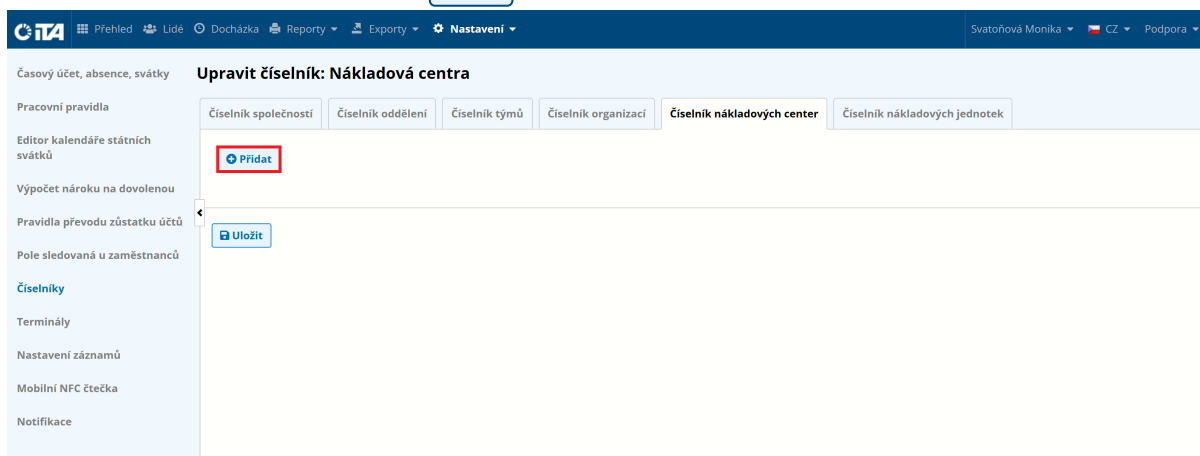 iTA Přehled Lidé Docházka Reporty Exporty Nastavení Svatoňová Monika CZ Podpora
Časový účet, absence, svátky
Pracovní pravidla
Editor kalendáře státních
svátků
Výpočet nároku na dovolenou
Pravidla převodu zůstatku účtů
Pole sledovaná u zaměstnanců
Číselníky
Terminály
Nastavení záznamů
Mobilní NFC čtečka
Notifikace
Upravit číselník: Nákladová centra
Číselník společností Číselník oddělení Číselník týmů Číselník organizací Číselník nákladových center Číselník nákladových jednotek
Přidat
Uložit